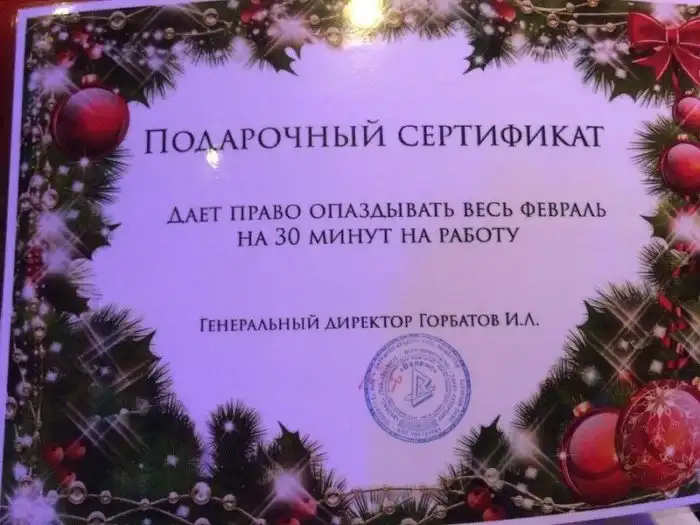 Подарочный сертификат
дает право опаздывать весь февраль
на 30 минут на работу
Генеральный директор Горбатов И.Л.